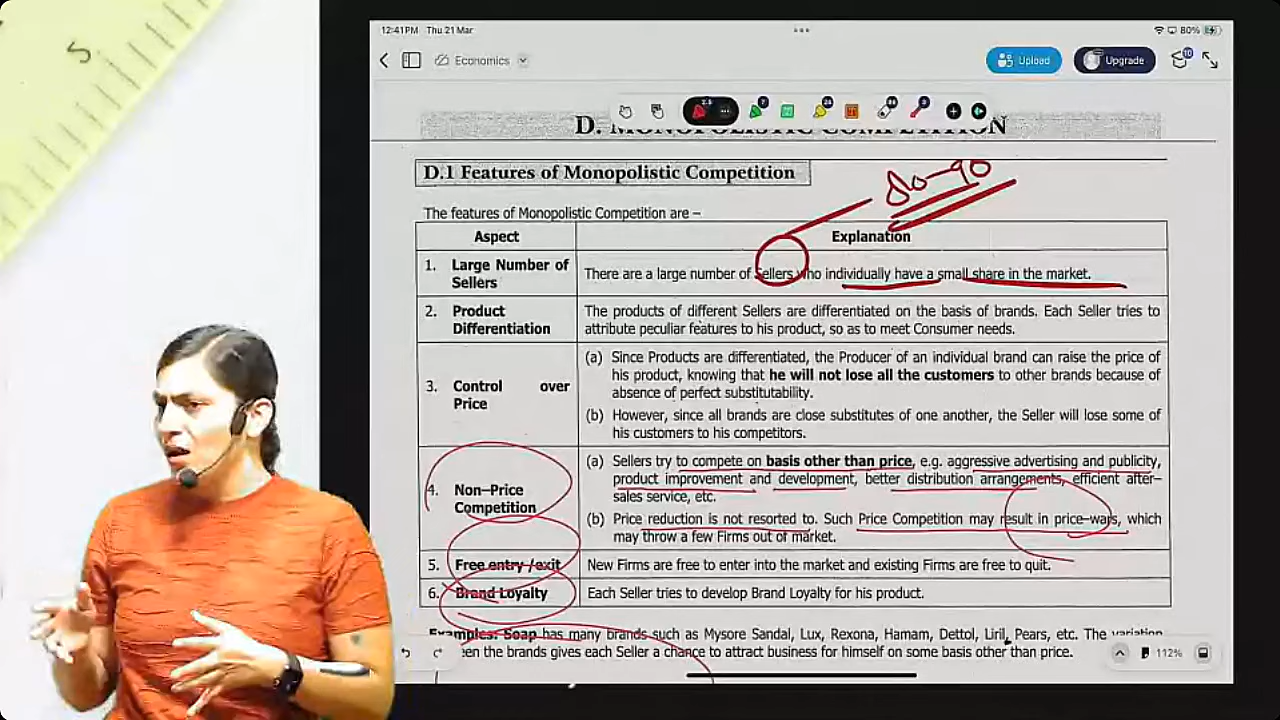 5
12:41PM Thu 21 Mar
80%
Economics
Upload
Upgrade
10
D. MONOPOLISTIC COMPETITION
D.1 Features of Monopolistic Competition
80-90
The features of Monopolistic Competition are –
Aspect Explanation
1. Large Number of Sellers
There are a large number of Sellers who individually have a small share in the market.
2. Product Differentiation
The products of different Sellers are differentiated on the basis of brands. Each Seller tries to
attribute peculiar features to his product, so as to meet Consumer needs.
3. Control over Price
(a) Since Products are differentiated, the Producer of an individual brand can raise the price of
his product, knowing that he will not lose all the customers to other brands because of
absence of perfect substitutability.
(b) However, since all brands are close substitutes of one another, the Seller will lose some of
his customers to his competitors.
4. Non–Price Competition
(a) Sellers try to compete on basis other than price, e.g. aggressive advertising and publicity,
product improvement and development, better distribution arrangements, efficient after–
sales service, etc.
(b) Price reduction is not resorted to. Such Price Competition may result in price–wars, which
may throw a few Firms out of market.
5. Free entry /exit New Firms are free to enter into the market and existing Firms are free to quit.
6. Brand Loyalty Each Seller tries to develop Brand Loyalty for his product.
Examples: Soap has many brands such as Mysore Sandal, Lux, Rexona, Hamam, Dettol, Liril, Pears, etc. The variation
een the brands gives each Seller a chance to attract business for himself on some basis other than price.
112%